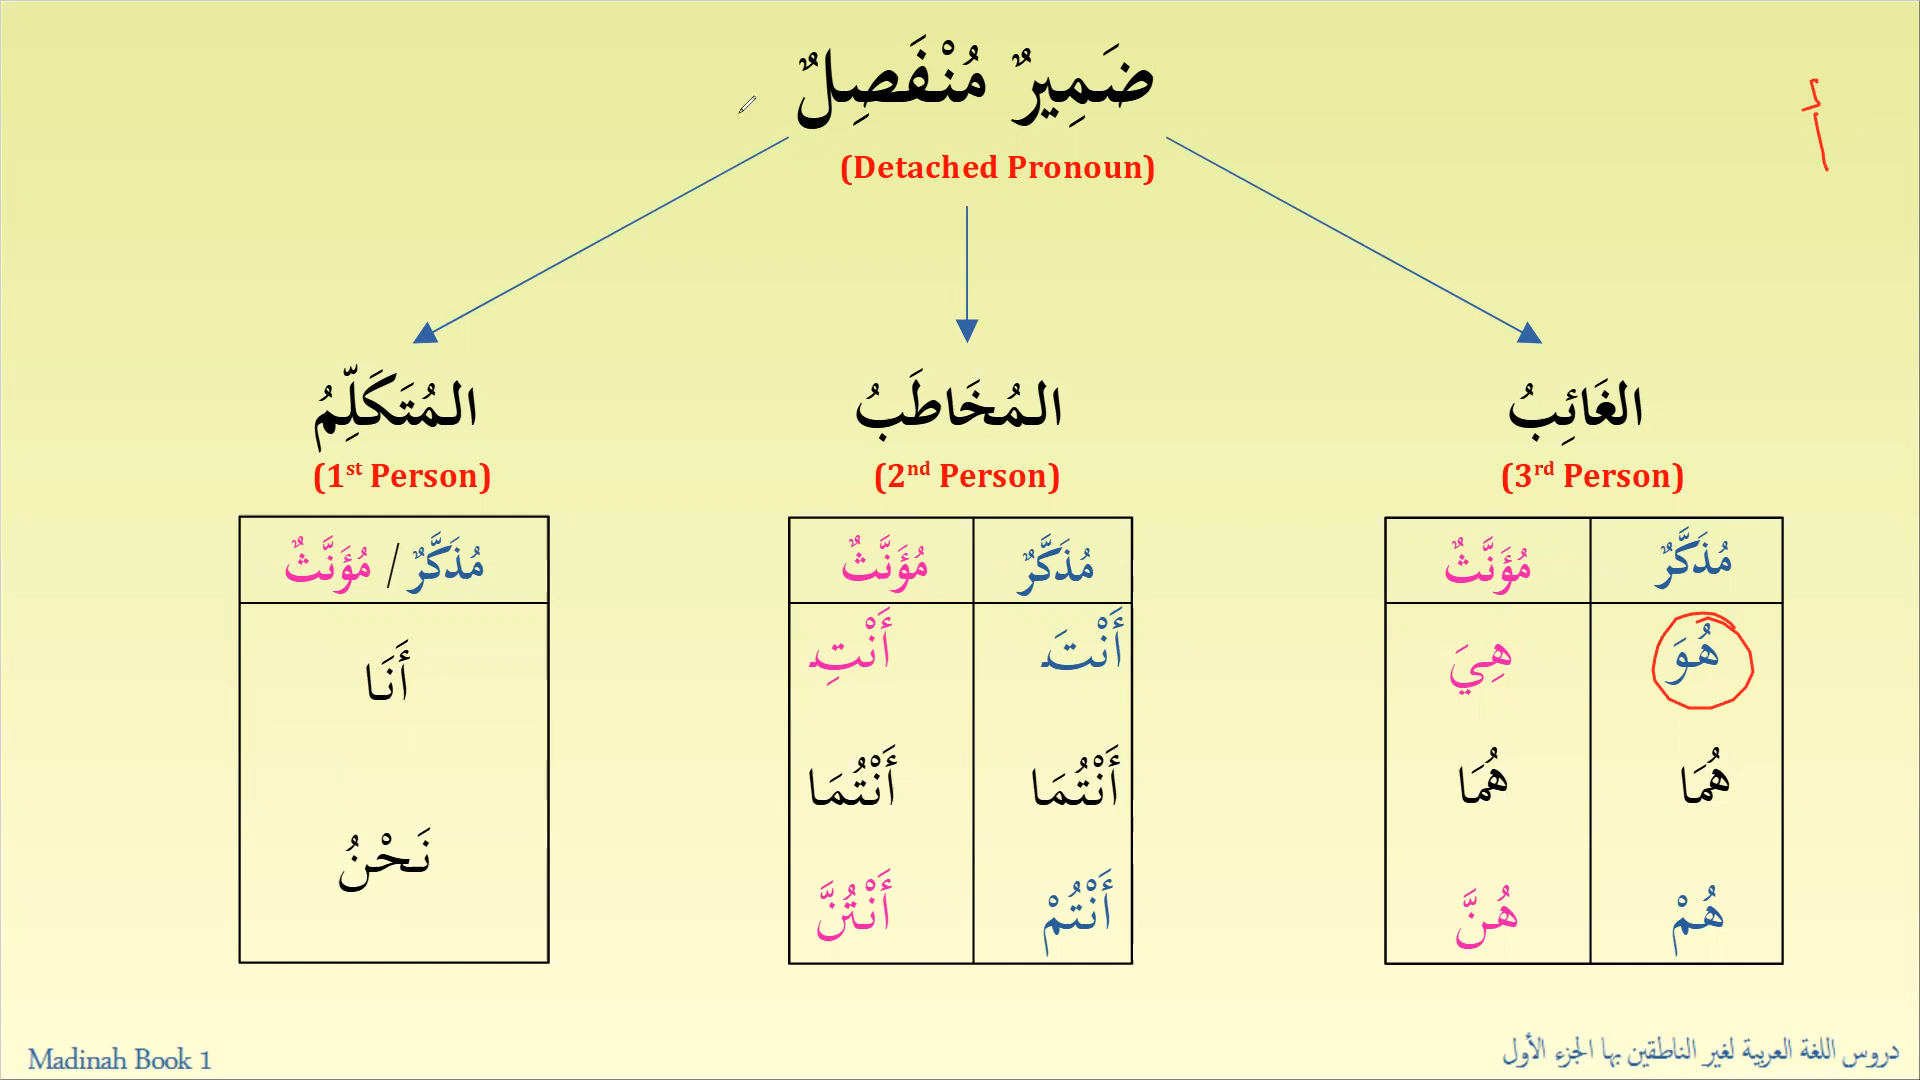 ضَمِيرٌ مُنْفَصِلٌ
(Detached Pronoun)
أ
الغَائِبُ
(3rd Person)
مُذَكَّرٌ مُؤَنَّثٌ
هُوَ هِيَ
هُمَا هُمَا
هُمْ هُنَّ
المُخَاطَبُ
(2nd Person)
مُذَكَّرٌ مُؤَنَّثٌ
أَنْتَ أَنْتِ
أَنْتُمَا أَنْتُمَا
أَنْتُمْ أَنْتُنَّ
المُتَكَلِّمُ
(1st Person)
مُذَكَّرٌ / مُؤَنَّثٌ
أَنَا
نَحْنُ
دروس اللغة العربية لغير الناطقين بها الجزء الأول
Madinah Book 1